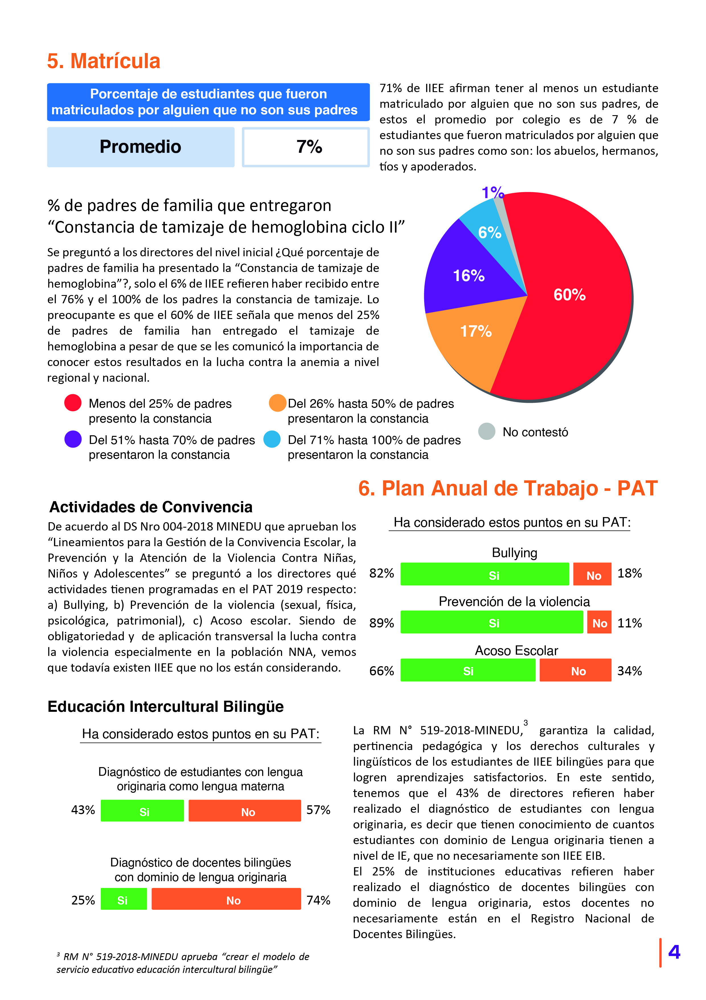 5. Matrícula
Porcentaje de estudiantes que fueron
matriculados por alguien que no son sus padres
Promedio
7%
71% de IIEE afirman tener al menos un estudiante
matriculado por alguien que no son sus padres, de
estos el promedio por colegio es de 7 % de
estudiantes que fueron matriculados por alguien que
no son sus padres como son: los abuelos, hermanos,
tíos y apoderados.
% de padres de familia que entregaron
“Constancia de tamizaje de hemoglobina ciclo II”
Se preguntó a los directores del nivel inicial ¿Qué porcentaje de
padres de familia ha presentado la “Constancia de tamizaje de
hemoglobina”?, solo el 6% de IIEE refieren haber recibido entre
el 76% y el 100% de los padres la constancia de tamizaje. Lo
preocupante es que el 60% de IIEE señala que menos del 25%
de padres de familia han entregado el tamizaje de
hemoglobina a pesar de que se les comunicó la importancia de
conocer estos resultados en la lucha contra la anemia a nivel
regional y nacional.
1%
6%
16%
60%
17%
Menos del 25% de padres
presento la constancia
Del 26% hasta 50% de padres
presentaron la constancia
Del 51% hasta 70% de padres
presentaron la constancia
Del 71% hasta 100% de padres
presentaron la constancia
No contestó
6. Plan Anual de Trabajo - PAT
Actividades de Convivencia
De acuerdo al DS Nro 004-2018 MINEDU que aprueban los
“Lineamientos para la Gestión de la Convivencia Escolar, la
Prevención y la Atención de la Violencia Contra Niñas,
Niños y Adolescentes” se preguntó a los directores qué
actividades tienen programadas en el PAT 2019 respecto:
a) Bullying, b) Prevención de la violencia (sexual, física,
psicológica, patrimonial), c) Acoso escolar. Siendo de
obligatoriedad y de aplicación transversal la lucha contra
la violencia especialmente en la población NNA, vemos
que todavía existen IIEE que no los están considerando.
Ha considerado estos puntos en su PAT:
Bullying
82% Si No 18%
Prevención de la violencia
89% Si No 11%
Acoso Escolar
66% Si No 34%
Educación Intercultural Bilingüe
Ha considerado estos puntos en su PAT:
Diagnóstico de estudiantes con lengua
originaria como lengua materna
43% Si No 57%
Diagnóstico de docentes bilingües
con dominio de lengua originaria
25% Si No 74%
La RM N° 519-2018-MINEDU,³ garantiza la calidad,
pertinencia pedagógica y los derechos culturales y
lingüísticos de los estudiantes de IIEE bilingües para que
logren aprendizajes satisfactorios. En este sentido,
tenemos que el 43% de directores refieren haber
realizado el diagnóstico de estudiantes con lengua
originaria, es decir que tienen conocimiento de cuantos
estudiantes con dominio de Lengua originaria tienen a
nivel de IE, que no necesariamente son IIEE EIB.
El 25% de instituciones educativas refieren haber
realizado el diagnóstico de docentes bilingües con
dominio de lengua originaria, estos docentes no
necesariamente están en el Registro Nacional de
Docentes Bilingües.
³ RM N° 519-2018-MINEDU aprueba “crear el modelo de
servicio educativo educación intercultural bilingüe”
4